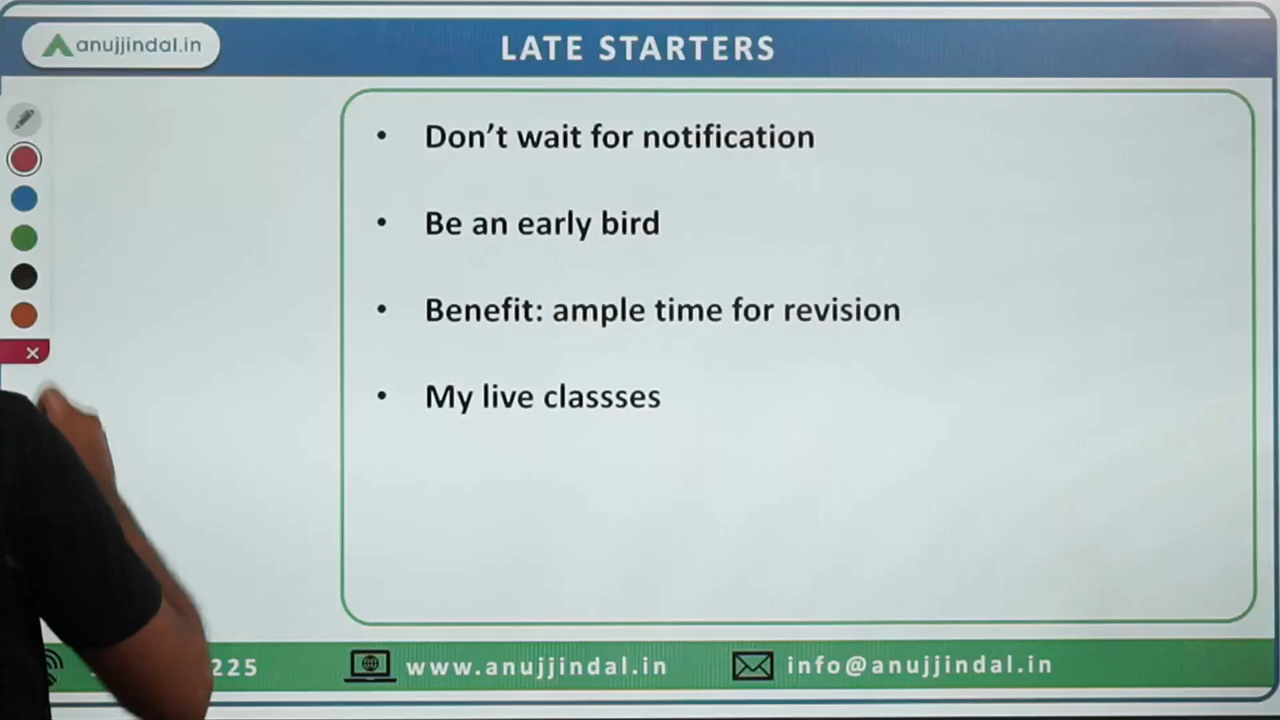 anujjindal.in
LATE STARTERS
• Don't wait for notification
• Be an early bird
• Benefit: ample time for revision
• My live classses
225
www.anujjindal.in
info@anujjindal.in